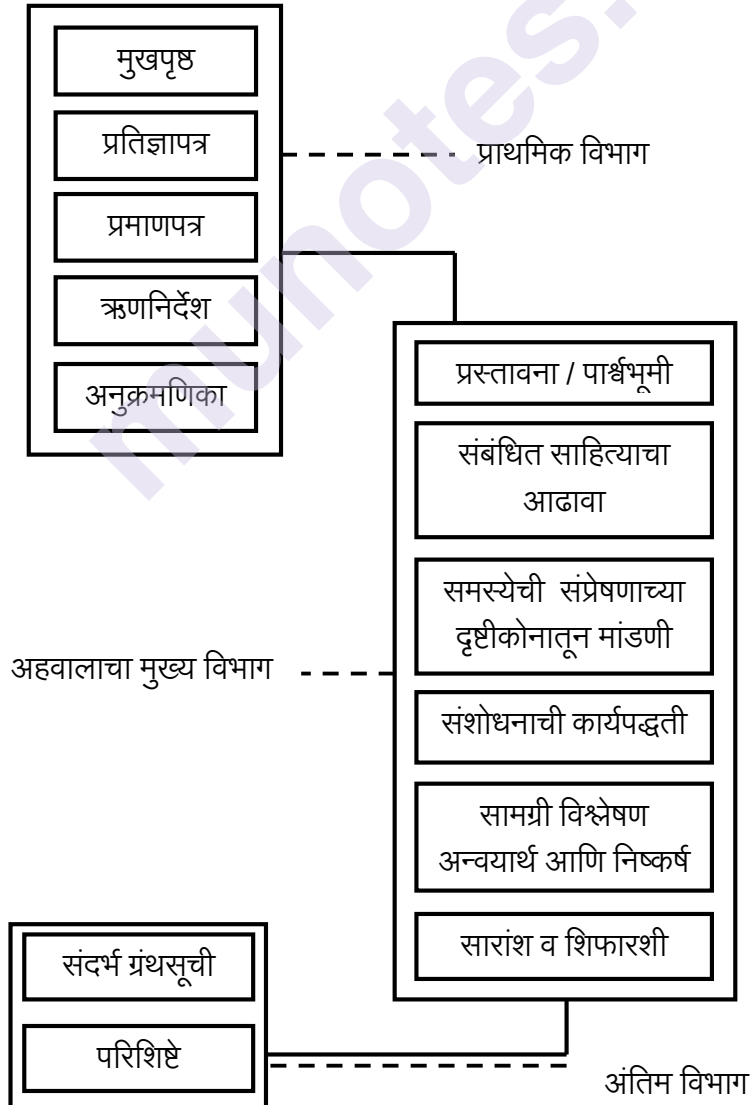 मुखपृष्ठ
प्रतिज्ञापत्र
प्राथमिक विभाग
प्रमाणपत्र
ऋणनिर्देश
अनुक्रमणिका
प्रस्तावना / पार्श्वभूमी
संबंधित साहित्याचा
आढावा
समस्येची संप्रेषणाच्या
दृष्टीकोनातून मांडणी
अहवालाचा मुख्य विभाग
संशोधनाची कार्यपद्धती
सामग्री विश्लेषण
अन्वयार्थ आणि निष्कर्ष
सारांश व शिफारशी
संदर्भ ग्रंथसूची
परिशिष्टे
अंतिम विभाग
munotes.